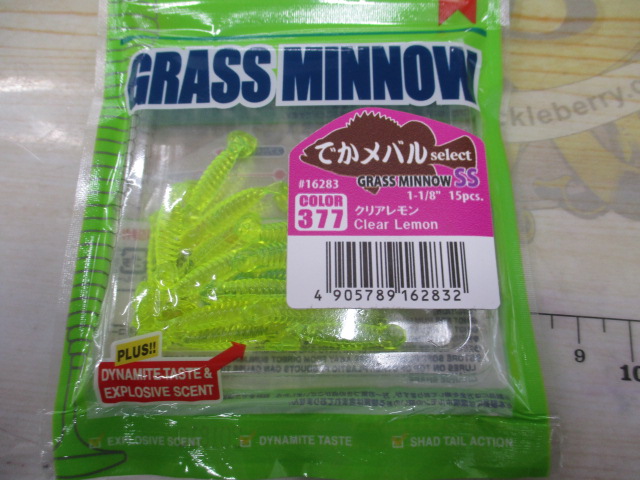 GRASS MINNOW
ckleberry.c
でかメバル select
#16283
GRASS MINNOW SS
1-1/8" 15pcs.
COLOR
377
クリアレモン
Clear Lemon
4 905789 162832
PLUS!!
DYNAMITE TASTE &
EXPLOSIVE SCENT
EXPLOSIVE SCENT
DYNAMITE TASTE
SHAD TAIL ACTION
9
10